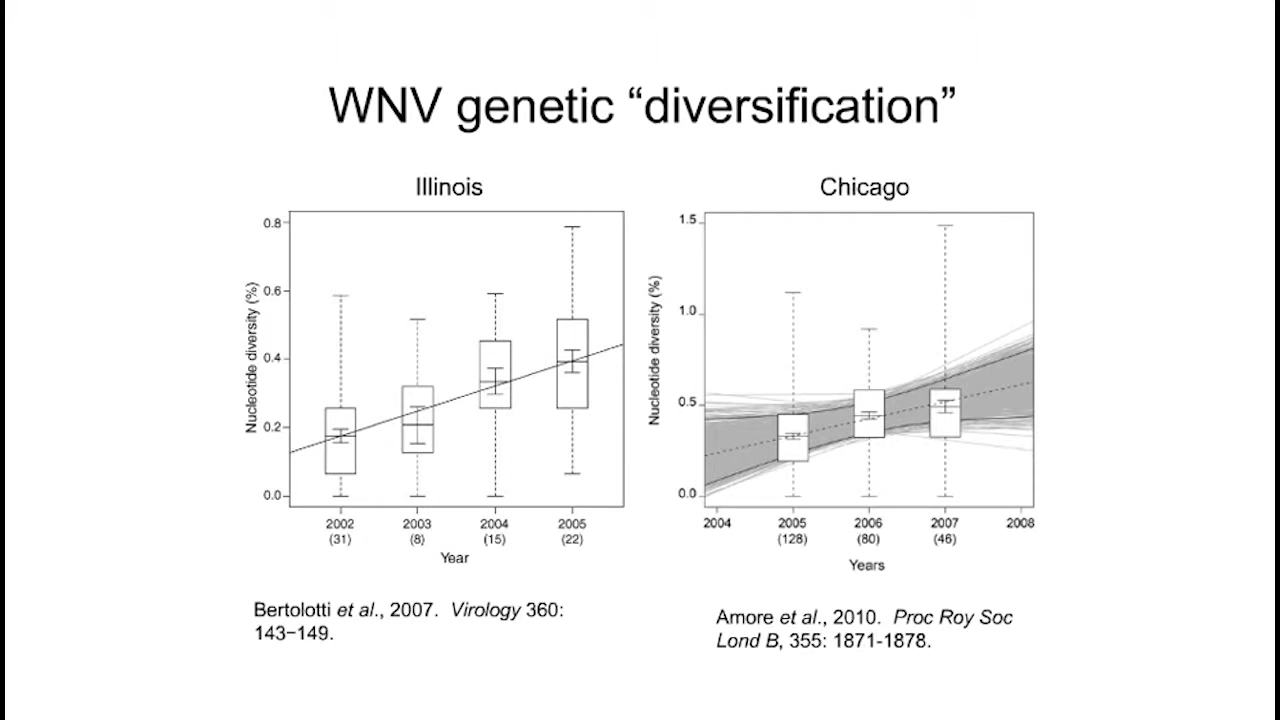 WNV genetic “diversification”
Illinois
Chicago
Nucleotide diversity (%)
0.8
0.6
0.4
0.2
0.0
2002 2003 2004 2005
(31) (8) (15) (22)
Year
Nucleotide diversity (%)
1.5
1.0
0.5
0.0
2004 2005 2006 2007 2008
(128) (80) (46)
Years
Bertolotti et al., 2007. Virology 360:
143−149.
Amore et al., 2010. Proc Roy Soc
Lond B, 355: 1871-1878.